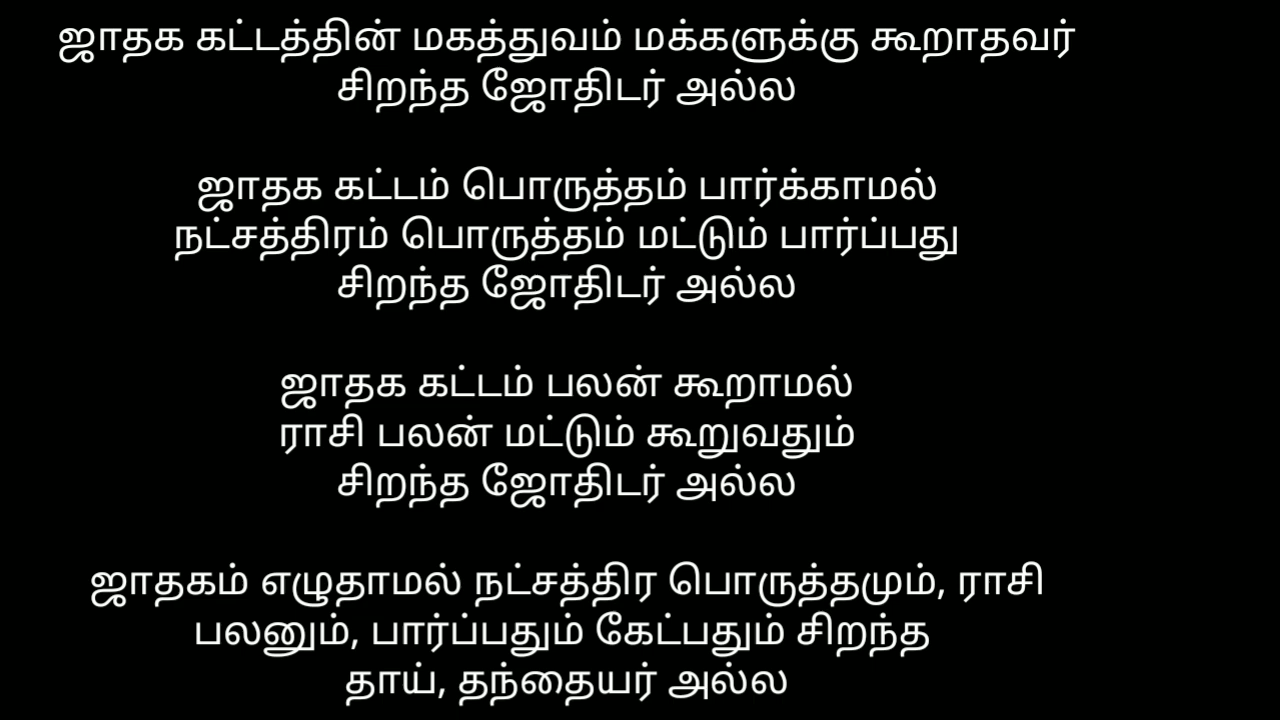 ஜாதக கட்டத்தின் மகத்துவம் மக்களுக்கு கூறாதவர்
சிறந்த ஜோதிடர் அல்ல
ஜாதக கட்டம் பொருத்தம் பார்க்காமல்
நட்சத்திரம் பொருத்தம் மட்டும் பார்ப்பது
சிறந்த ஜோதிடர் அல்ல
ஜாதக கட்டம் பலன் கூறாமல்
ராசி பலன் மட்டும் கூறுவதும்
சிறந்த ஜோதிடர் அல்ல
ஜாதகம் எழுதாமல் நட்சத்திர பொருத்தமும், ராசி
பலனும், பார்ப்பதும் கேட்பதும் சிறந்த
தாய், தந்தையர் அல்ல